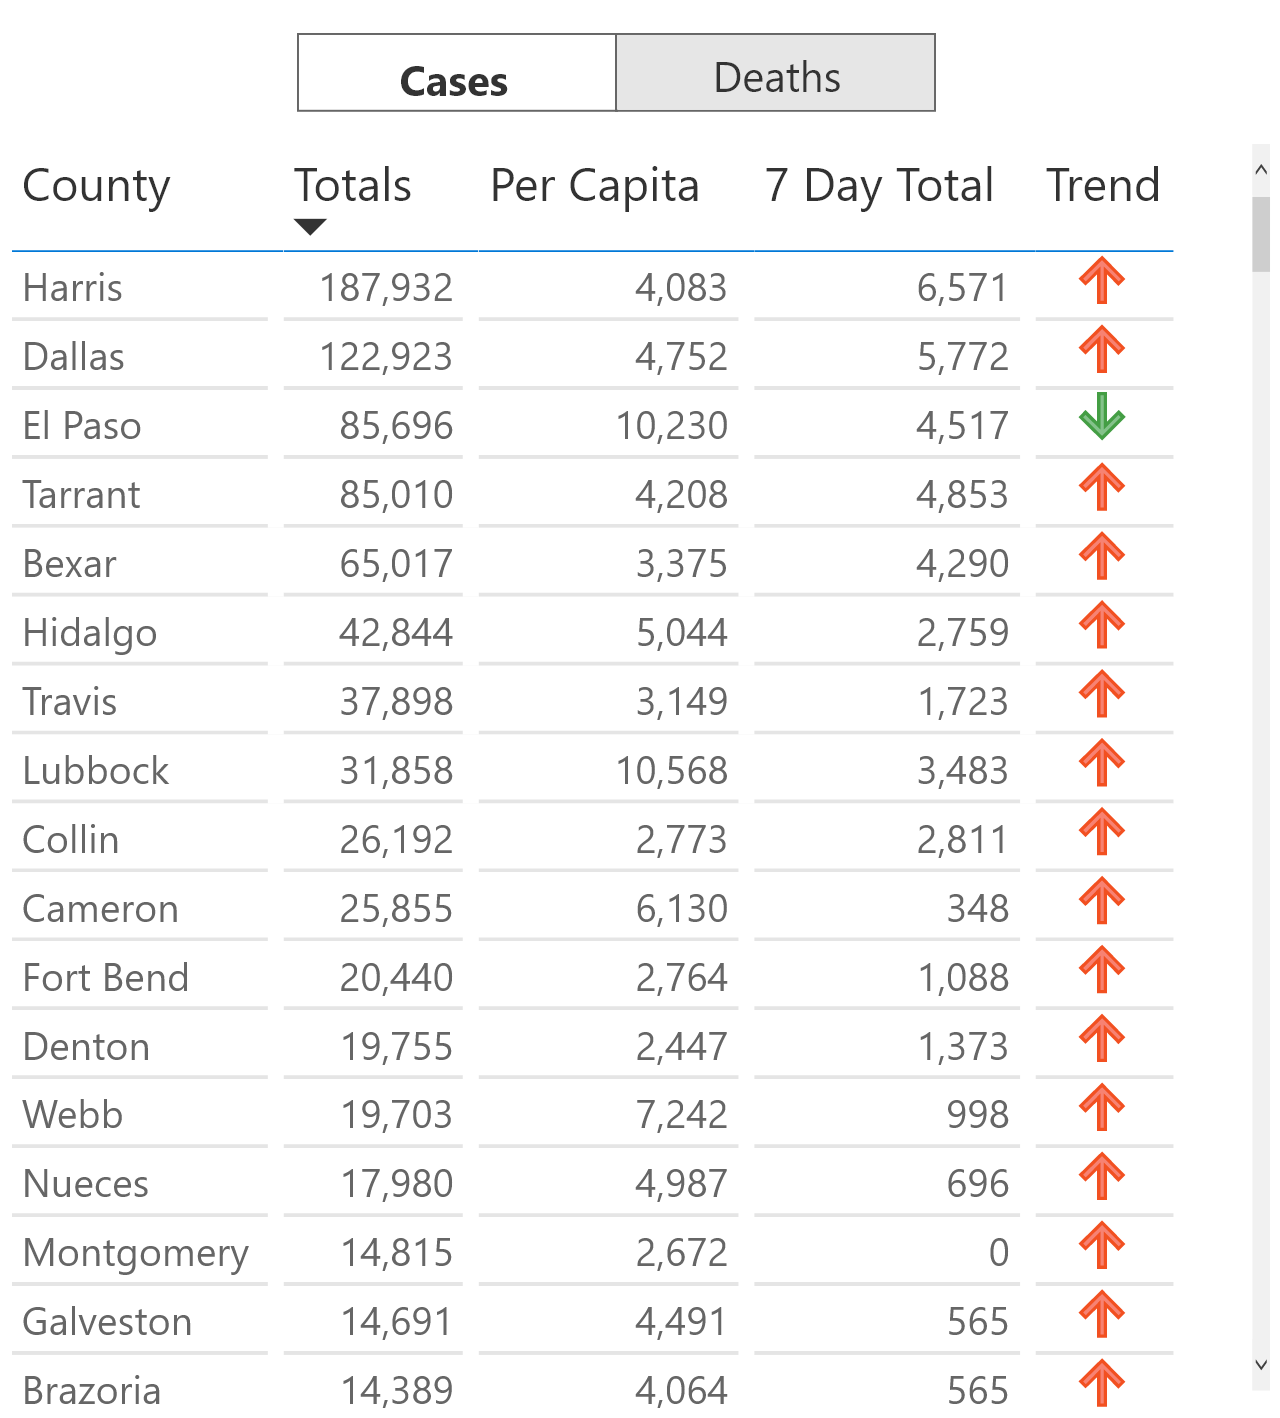 Cases Deaths
County Totals Per Capita 7 Day Total Trend
Harris 187,932 4,083 6,571
Dallas 122,923 4,752 5,772
El Paso 85,696 10,230 4,517
Tarrant 85,010 4,208 4,853
Bexar 65,017 3,375 4,290
Hidalgo 42,844 5,044 2,759
Travis 37,898 3,149 1,723
Lubbock 31,858 10,568 3,483
Collin 26,192 2,773 2,811
Cameron 25,855 6,130 348
Fort Bend 20,440 2,764 1,088
Denton 19,755 2,447 1,373
Webb 19,703 7,242 998
Nueces 17,980 4,987 696
Montgomery 14,815 2,672 0
Galveston 14,691 4,491 565
Brazoria 14,389 4,064 565